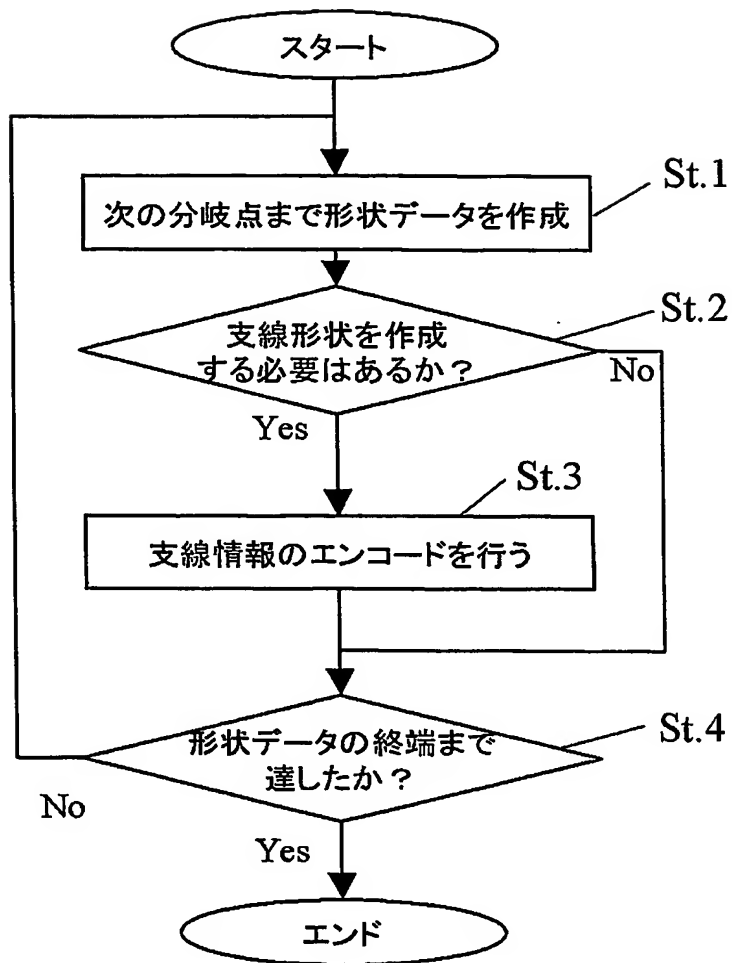 スタート
St.1
次の分岐点まで形状データを作成
St.2
支線形状を作成
する必要はあるか？
No
Yes
St.3
支線情報のエンコードを行う
St.4
形状データの終端まで
達したか？
No
Yes
エンド